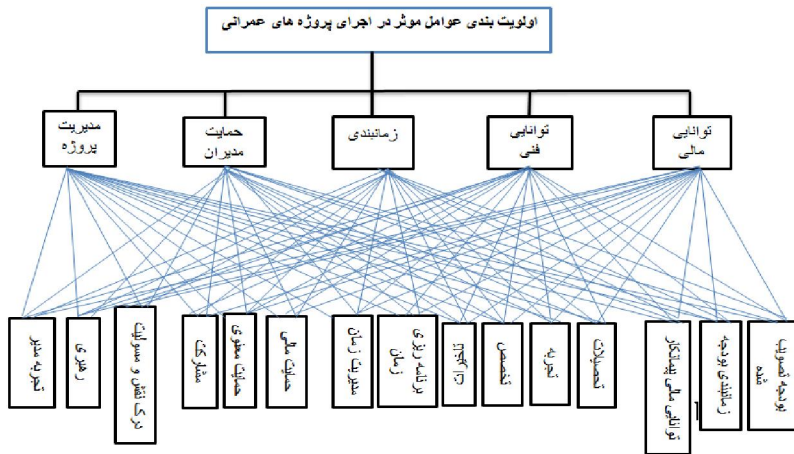 اولویت بندی عوامل موثر در اجرای پروژه های عمرانی
توانایی
مالی
توانایی
فنی
زمانبندی
حمایت
مدیران
مدیریت
پروژه
بودجه تصویب
شده
زمانبندی بودجه
توانایی مالی پیمانکار
تحصیلات
تجربه
تخصص
برنامه ریزی
زمان
مدیریت زمان
حمایت مالی
حمایت معنوی
مشارکت
درک نقش و مسولیت
رهبری
تجربه مدیر